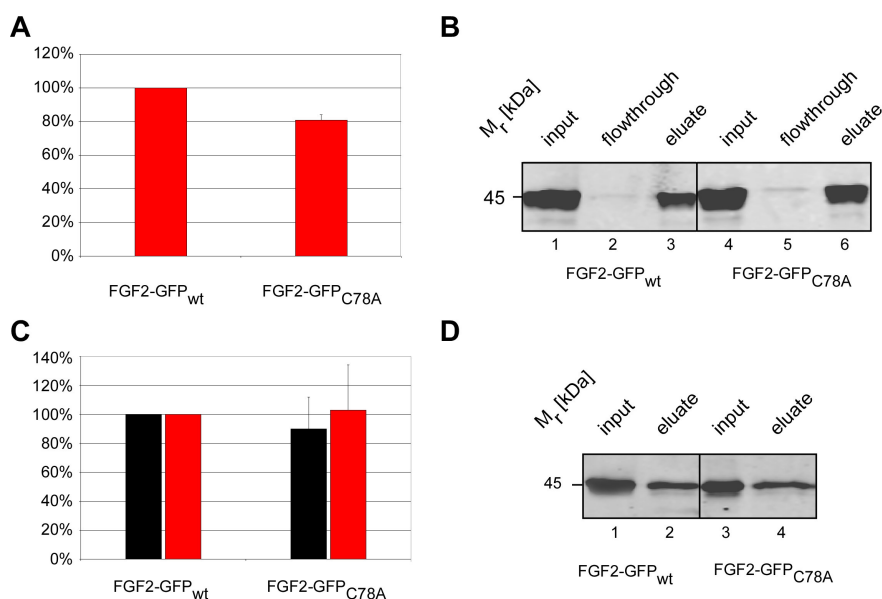 A
120%
100%
80%
60%
40%
20%
0%
FGF2-GFPwt
FGF2-GFPC78A
B
Mr [kDa]
input
flowthrough
eluate
input
flowthrough
eluate
45
1 2 3 4 5 6
FGF2-GFPwt
FGF2-GFPC78A
C
140%
120%
100%
80%
60%
40%
20%
0%
FGF2-GFPwt
FGF2-GFPC78A
D
Mr [kDa]
input
eluate
input
eluate
45
1 2 3 4
FGF2-GFPwt
FGF2-GFPC78A